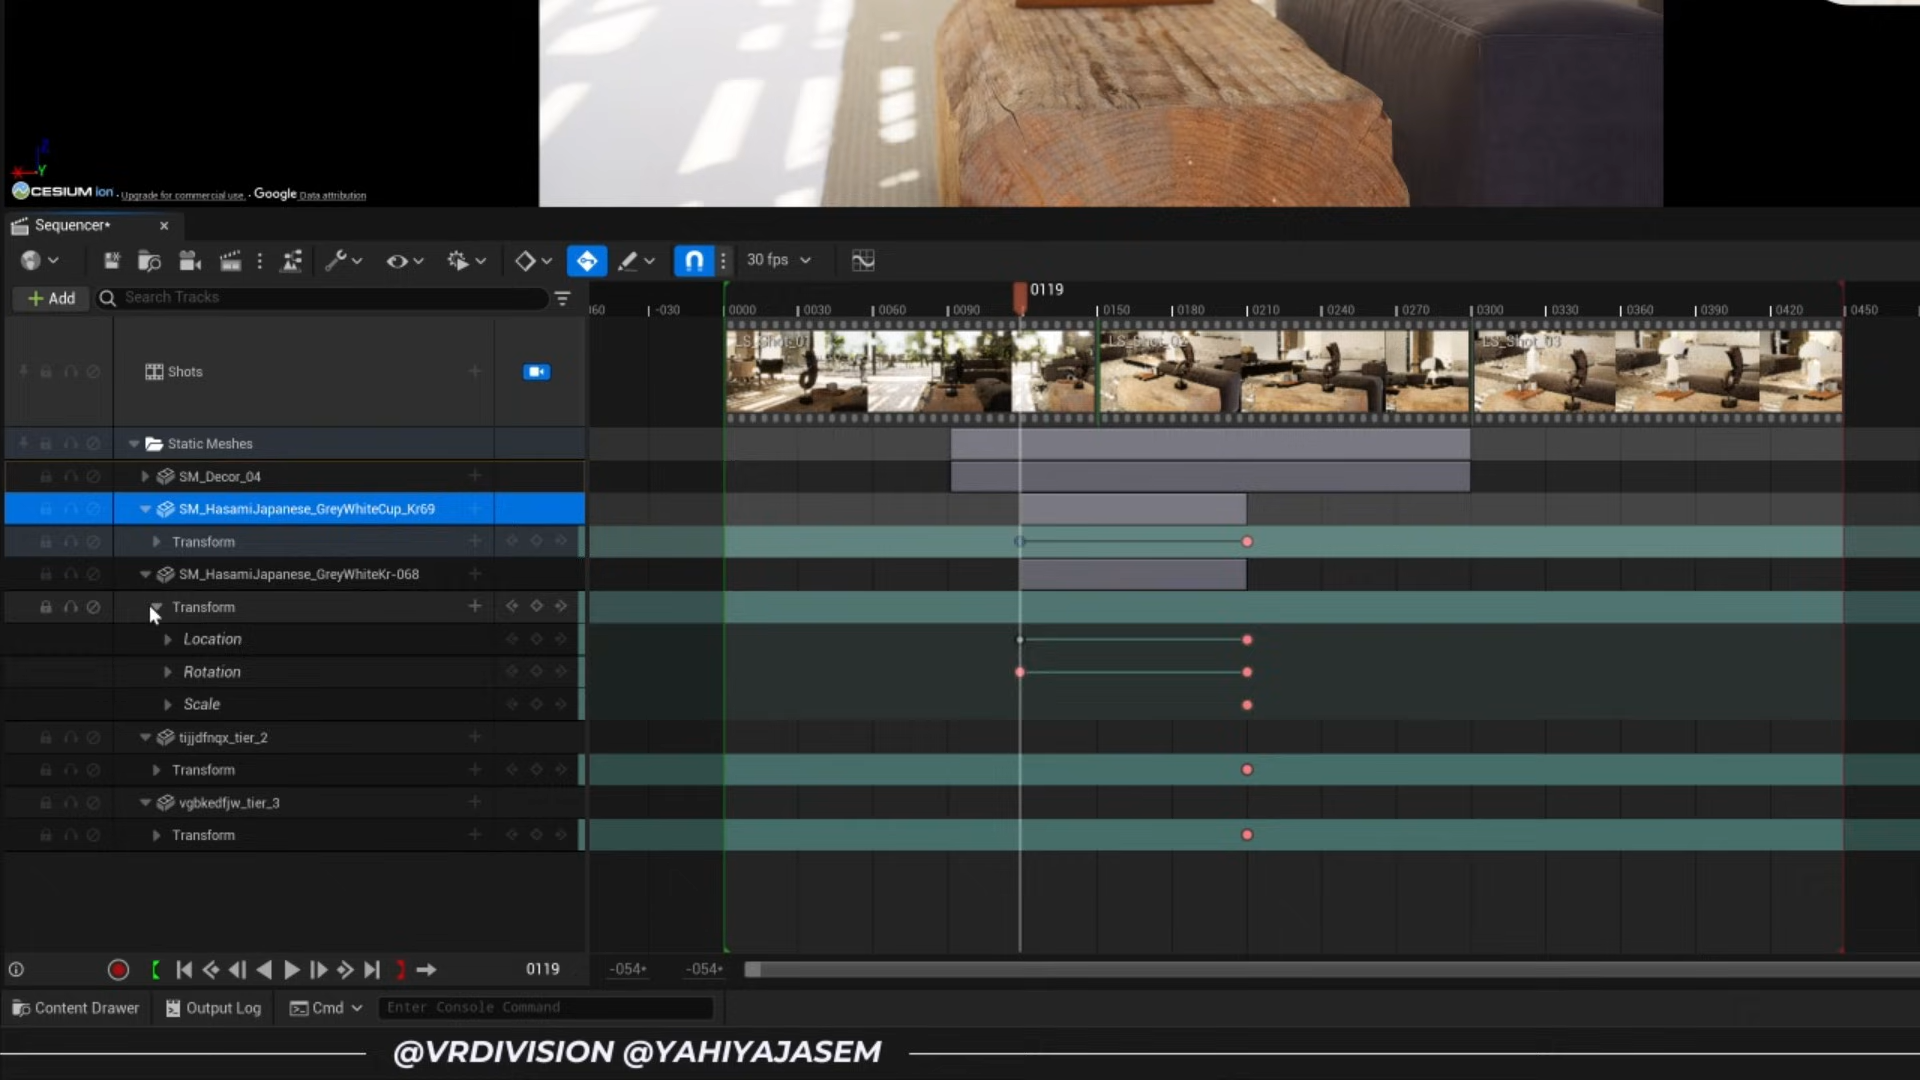 Z
X Y
CESIUM ion · Upgrade for commercial use. · Google Data attribution
Sequencer*
30 fps
+ Add
Search Tracks
0119
-030 0000 0030 0060 0090 0150 0180 0210 0240 0270 0300 0330 0360 0390 0420 0450
Shots
LS_Shot_01 LS_Shot_02 LS_Shot_03
Static Meshes
SM_Decor_04
SM_HasamiJapanese_GreyWhiteCup_Kr69
Transform
SM_HasamiJapanese_GreyWhiteKr-068
Transform
Location
Rotation
Scale
tijjdfnqx_tier_2
Transform
vgbkedfjw_tier_3
Transform
0119 -054+ -054+
Content Drawer Output Log Cmd Enter Console Command
@VRDIVISION @YAHIYAJASEM